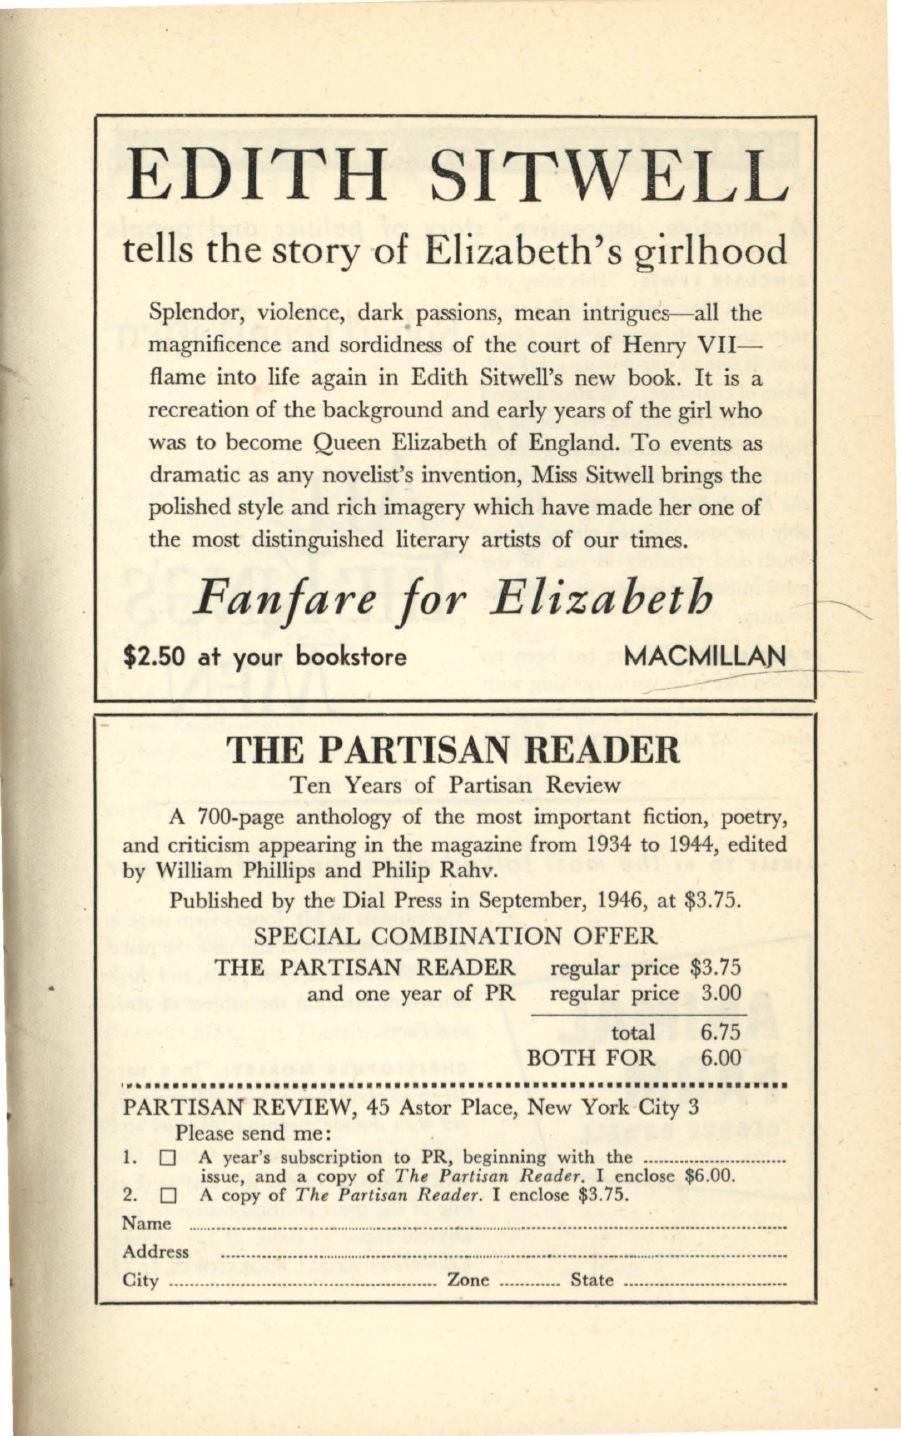 EDITH SITWELL
tells the story of Elizabeth's girlhood
Splendor, violence, dark passions, mean intrigues—all the
magnificence and sordidness of the court of Henry VII—
flame into life again in Edith Sitwell's new book. It is a
recreation of the background and early years of the girl who
was to become Queen Elizabeth of England. To events as
dramatic as any novelist's invention, Miss Sitwell brings the
polished style and rich imagery which have made her one of
the most distinguished literary artists of our times.
Fanfare for Elizabeth
$2.50 at your bookstore MACMILLAN
THE PARTISAN READER
Ten Years of Partisan Review
A 700-page anthology of the most important fiction, poetry,
and criticism appearing in the magazine from 1934 to 1944, edited
by William Phillips and Philip Rahv.
Published by the Dial Press in September, 1946, at $3.75.
SPECIAL COMBINATION OFFER
THE PARTISAN READER regular price $3.75
and one year of PR regular price 3.00
total 6.75
BOTH FOR 6.00
PARTISAN REVIEW, 45 Astor Place, New York City 3
Please send me:
1. ☐ A year's subscription to PR, beginning with the ..............................
issue, and a copy of The Partisan Reader. I enclose $6.00.
2. ☐ A copy of The Partisan Reader. I enclose $3.75.
Name ..............................
Address ..............................
City .............................. Zone ............ State ..............................